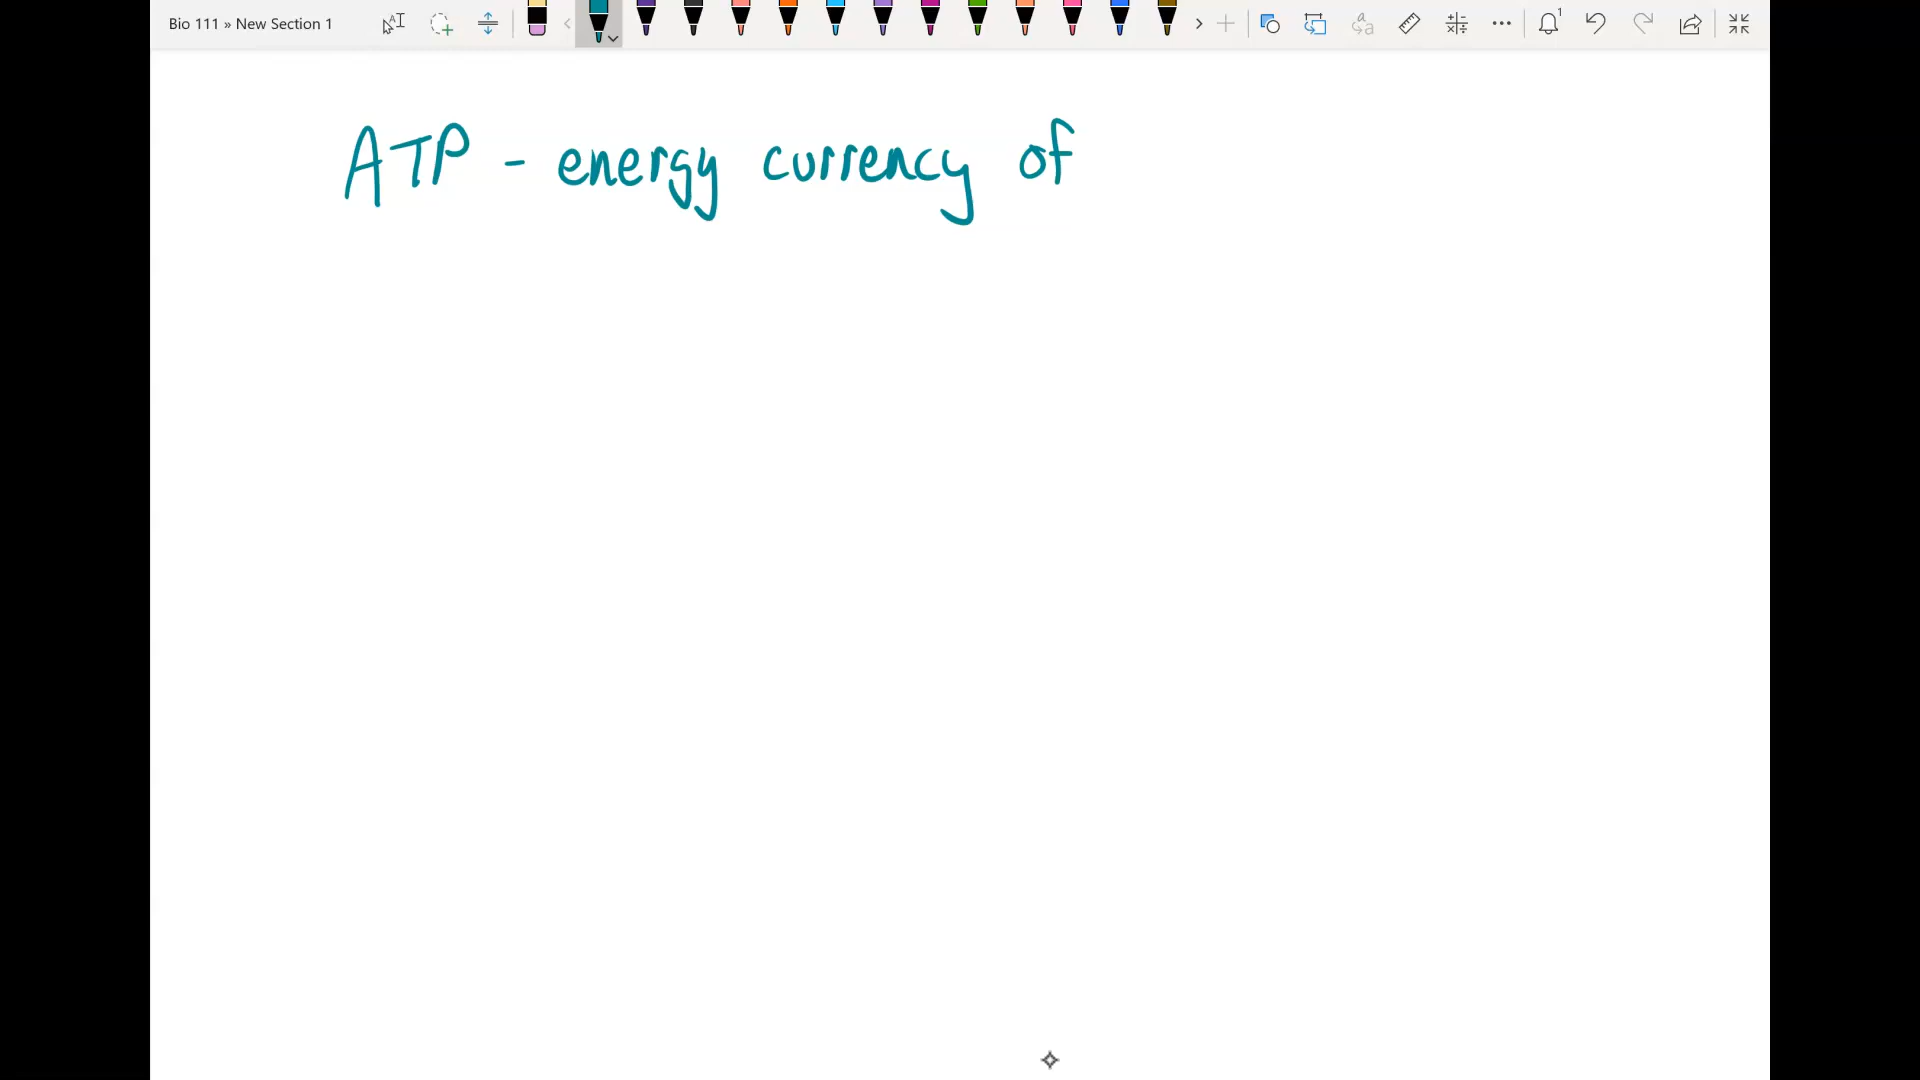 Bio 111 » New Section 1
ATP - energy currency of